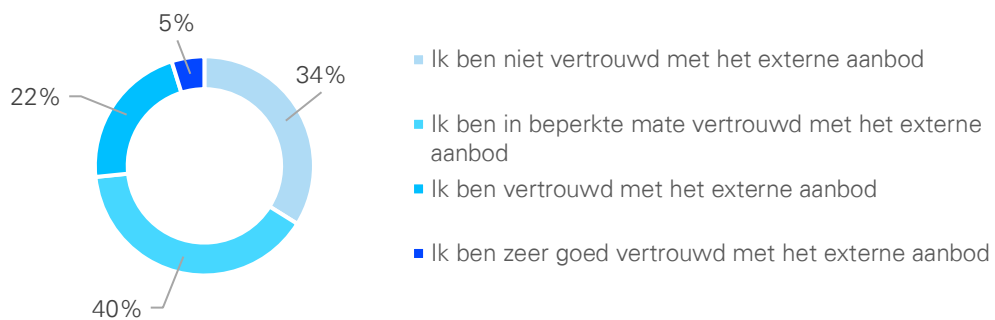 5%
34%
22%
40%
Ik ben niet vertrouwd met het externe aanbod
Ik ben in beperkte mate vertrouwd met het externe
aanbod
Ik ben vertrouwd met het externe aanbod
Ik ben zeer goed vertrouwd met het externe aanbod